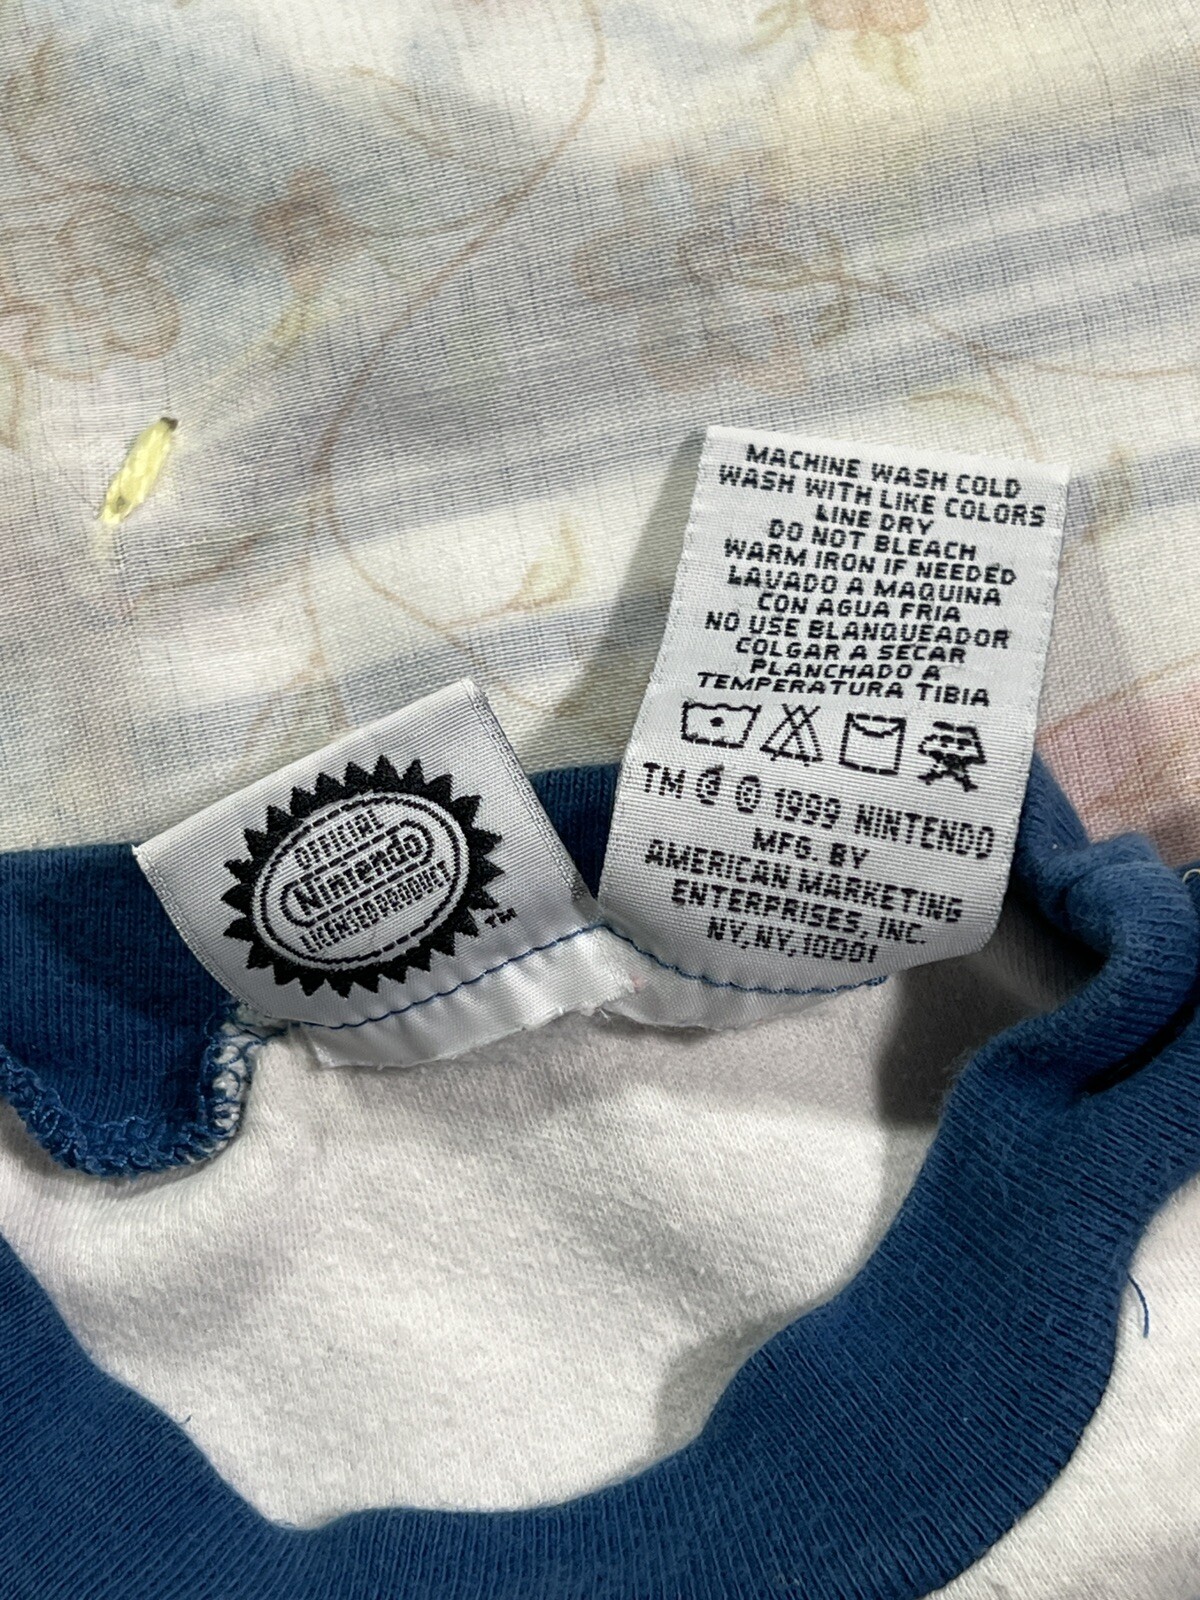 OFFICIAL
Nintendo
LICENSED PRODUCT
TM
MACHINE WASH COLD
WASH WITH LIKE COLORS
LINE DRY
DO NOT BLEACH
WARM IRON IF NEEDED
LAVADO A MAQUINA
CON AGUA FRIA
NO USE BLANQUEADOR
COLGAR A SECAR
PLANCHADO A
TEMPERATURA TIBIA
TM & © 1999 NINTENDO
MFG. BY
AMERICAN MARKETING
ENTERPRISES, INC.
NY,NY,10001